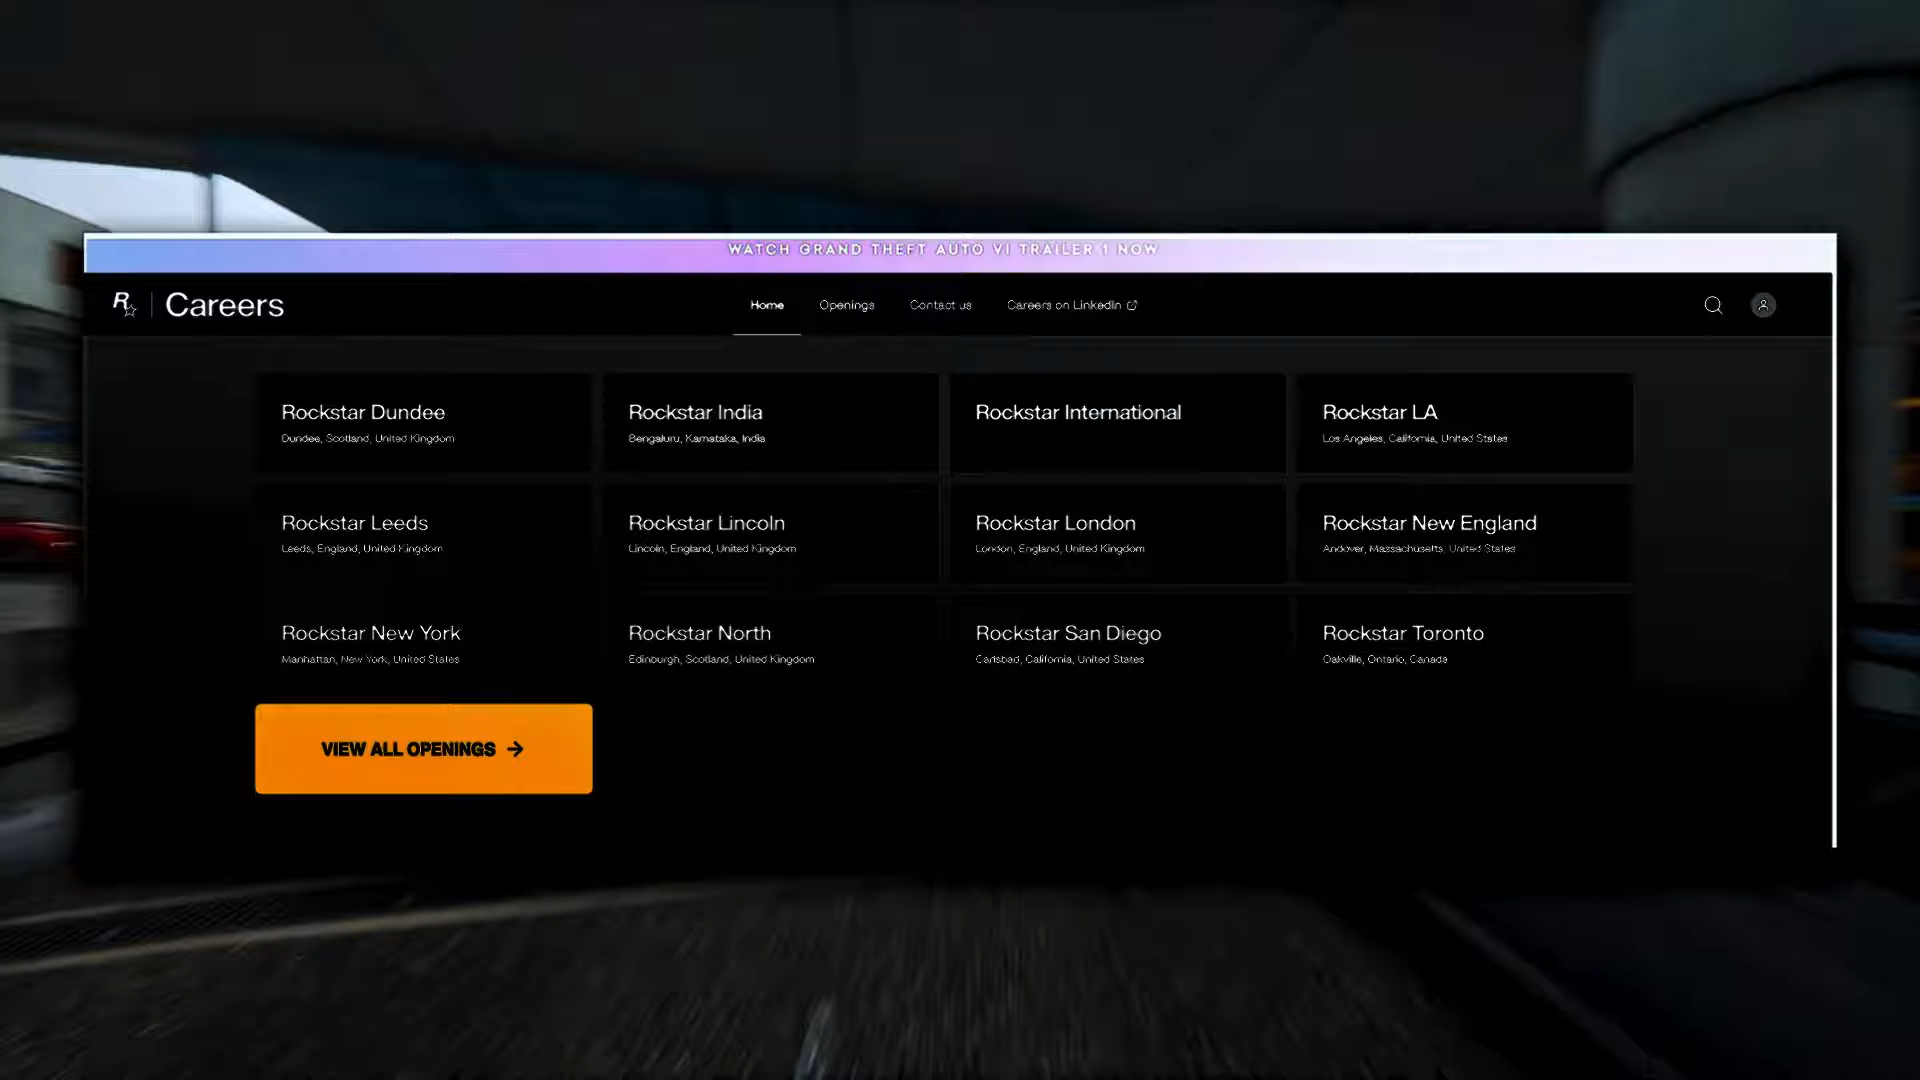 WATCH GRAND THEFT AUTO VI TRAILER 1 NOW
R Careers
Home Openings Contact us Careers on LinkedIn
Rockstar Dundee
Dundee, Scotland, United Kingdom
Rockstar India
Bengaluru, Karnataka, India
Rockstar International
Rockstar LA
Los Angeles, California, United States
Rockstar Leeds
Leeds, England, United Kingdom
Rockstar Lincoln
Lincoln, England, United Kingdom
Rockstar London
London, England, United Kingdom
Rockstar New England
Andover, Massachusetts, United States
Rockstar New York
Manhattan, New York, United States
Rockstar North
Edinburgh, Scotland, United Kingdom
Rockstar San Diego
Carlsbad, California, United States
Rockstar Toronto
Oakville, Ontario, Canada
VIEW ALL OPENINGS →